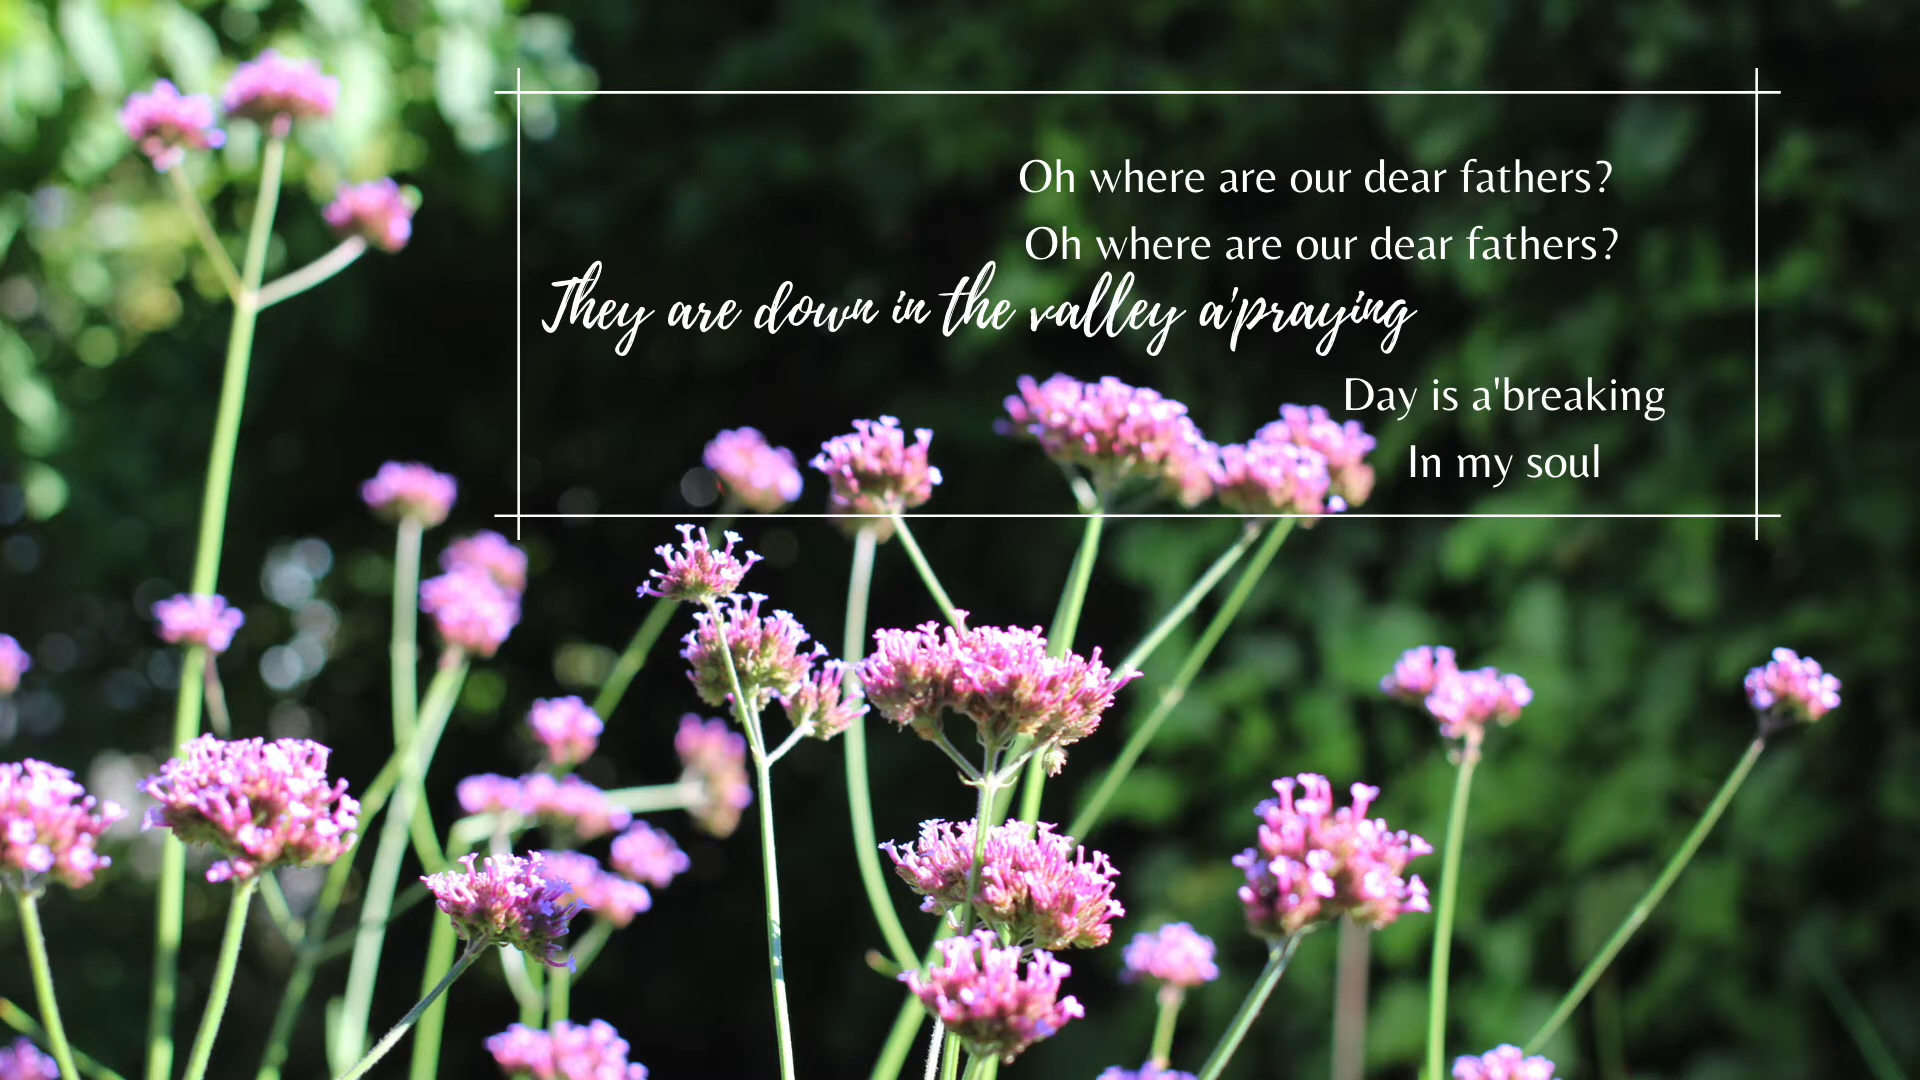 Oh where are our dear fathers?
Oh where are our dear fathers?
They are down in the valley a'praying
Day is a'breaking
In my soul